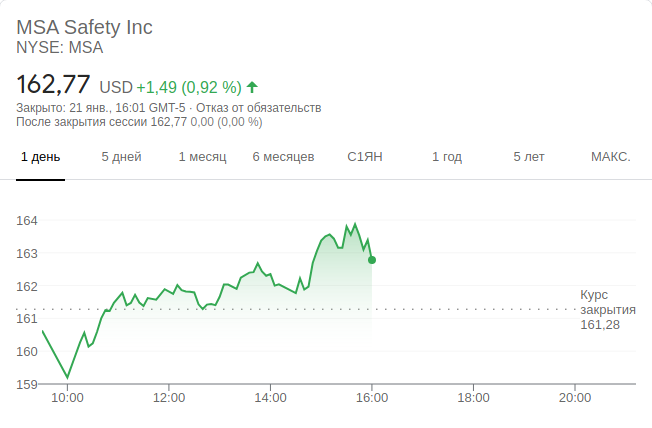 MSA Safety Inc
NYSE: MSA
162,77 USD +1,49 (0,92 %)
Закрыто: 21 янв., 16:01 GMT-5 · Отказ от обязательств
После закрытия сессии 162,77 0,00 (0,00 %)
1 день 5 дней 1 месяц 6 месяцев С1ЯН 1 год 5 лет МАКС.
164
163
162
161
160
159
Курс
закрытия
161,28
10:00 12:00 14:00 16:00 18:00 20:00